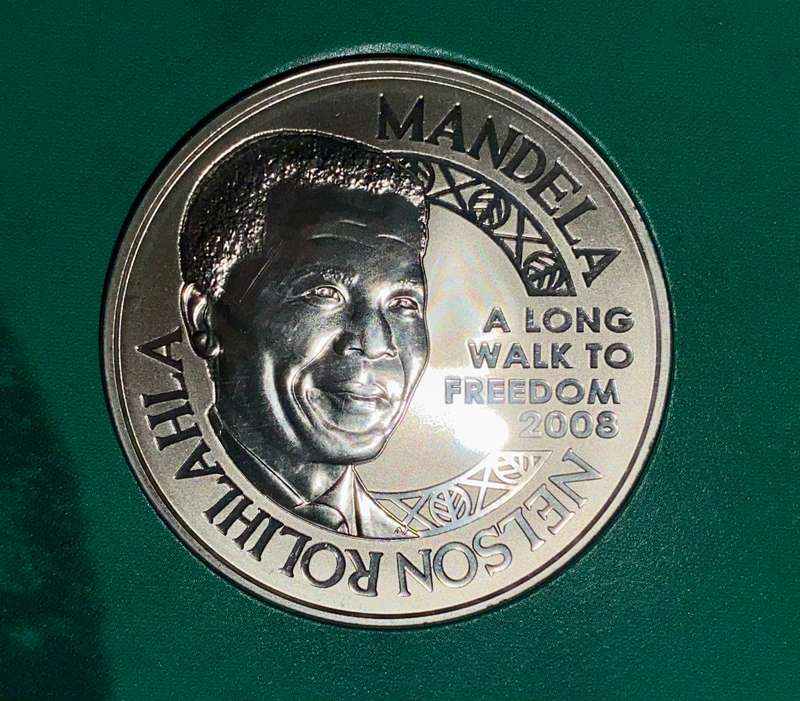 MANDELA
A LONG
WALK TO
FREEDOM
2008
NELSON ROLIHLAHLA